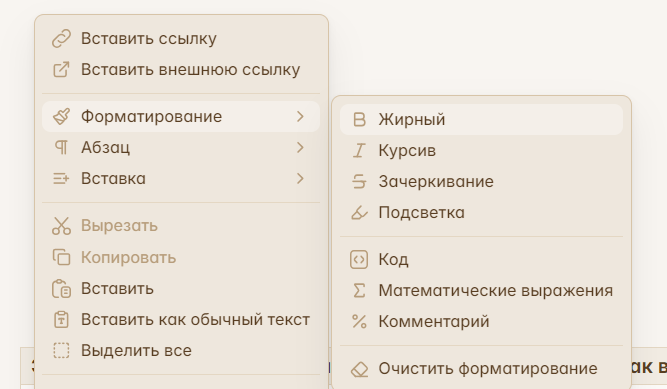 Вставить ссылку
Вставить внешнюю ссылку
Форматирование
Абзац
Вставка
Вырезать
Копировать
Вставить
Вставить как обычный текст
Выделить все
Жирный
Курсив
Зачеркивание
Подсветка
Код
Математические выражения
Комментарий
Очистить форматирование